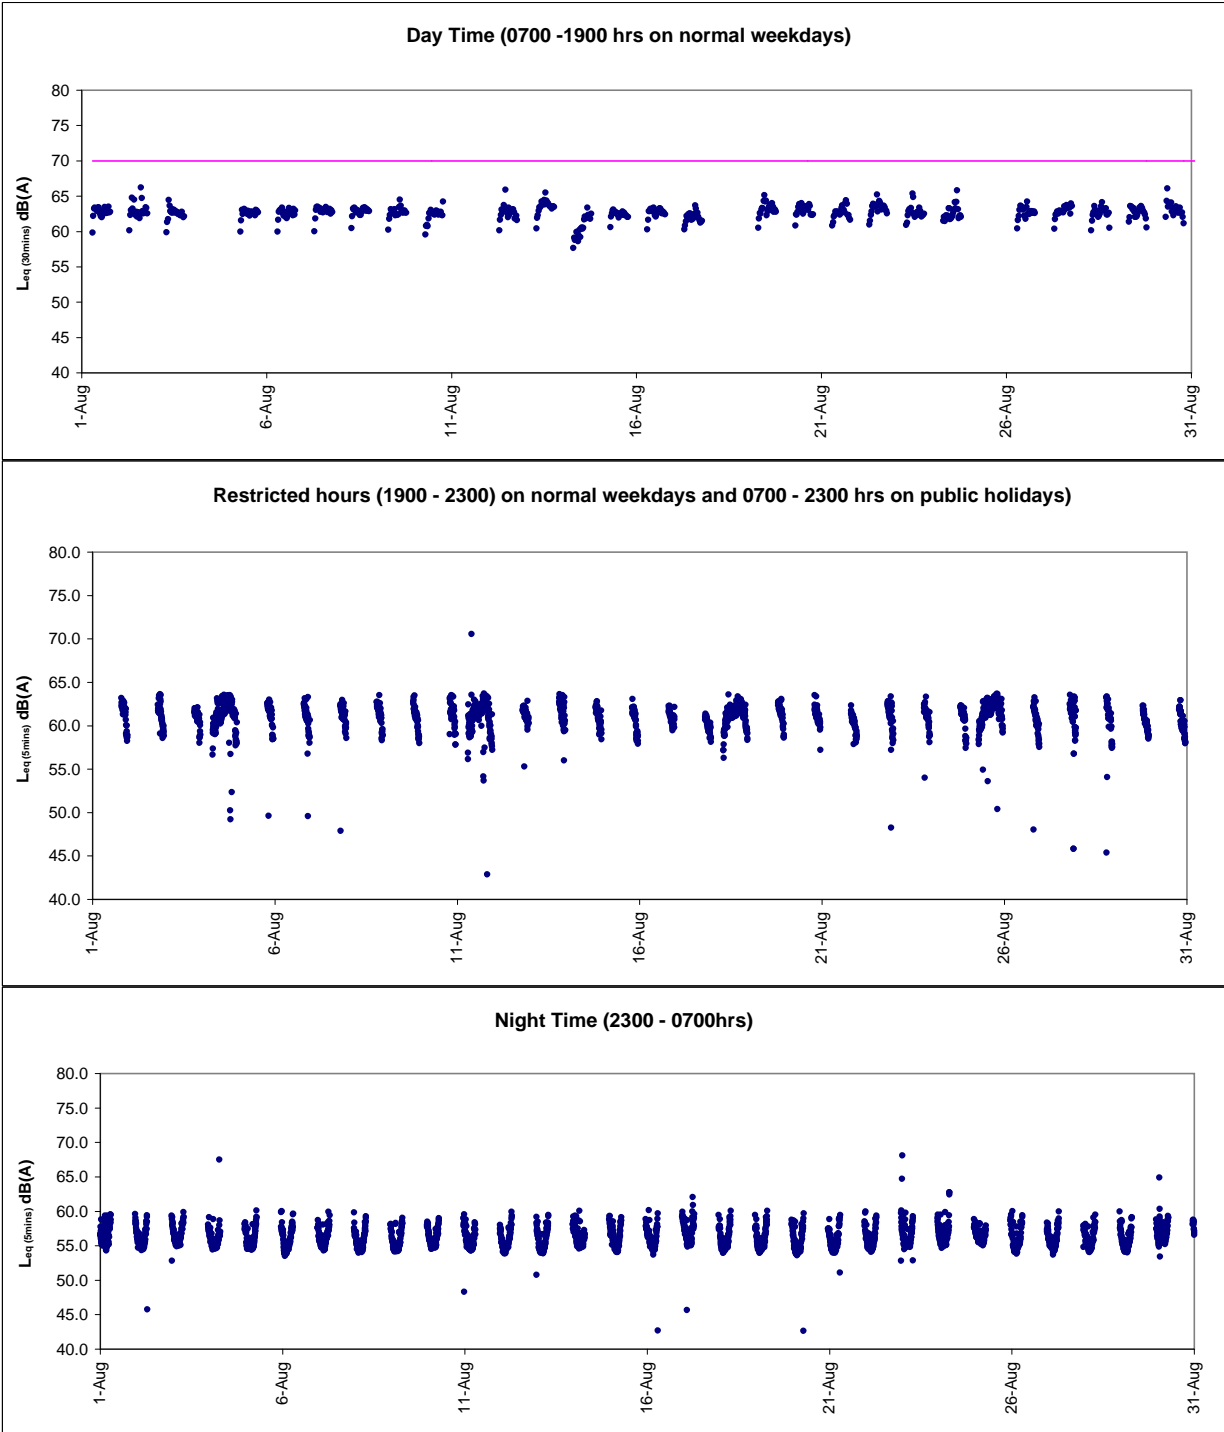 Day Time (0700 -1900 hrs on normal weekdays)
80
75
70
65
60
55
50
45
40
Leq (30mins) dB(A)
1-Aug
6-Aug
11-Aug
16-Aug
21-Aug
26-Aug
31-Aug
Restricted hours (1900 - 2300) on normal weekdays and 0700 - 2300 hrs on public holidays)
80.0
75.0
70.0
65.0
60.0
55.0
50.0
45.0
40.0
Leq (5mins) dB(A)
1-Aug
6-Aug
11-Aug
16-Aug
21-Aug
26-Aug
31-Aug
Night Time (2300 - 0700hrs)
80.0
75.0
70.0
65.0
60.0
55.0
50.0
45.0
40.0
Leq (5mins) dB(A)
1-Aug
6-Aug
11-Aug
16-Aug
21-Aug
26-Aug
31-Aug